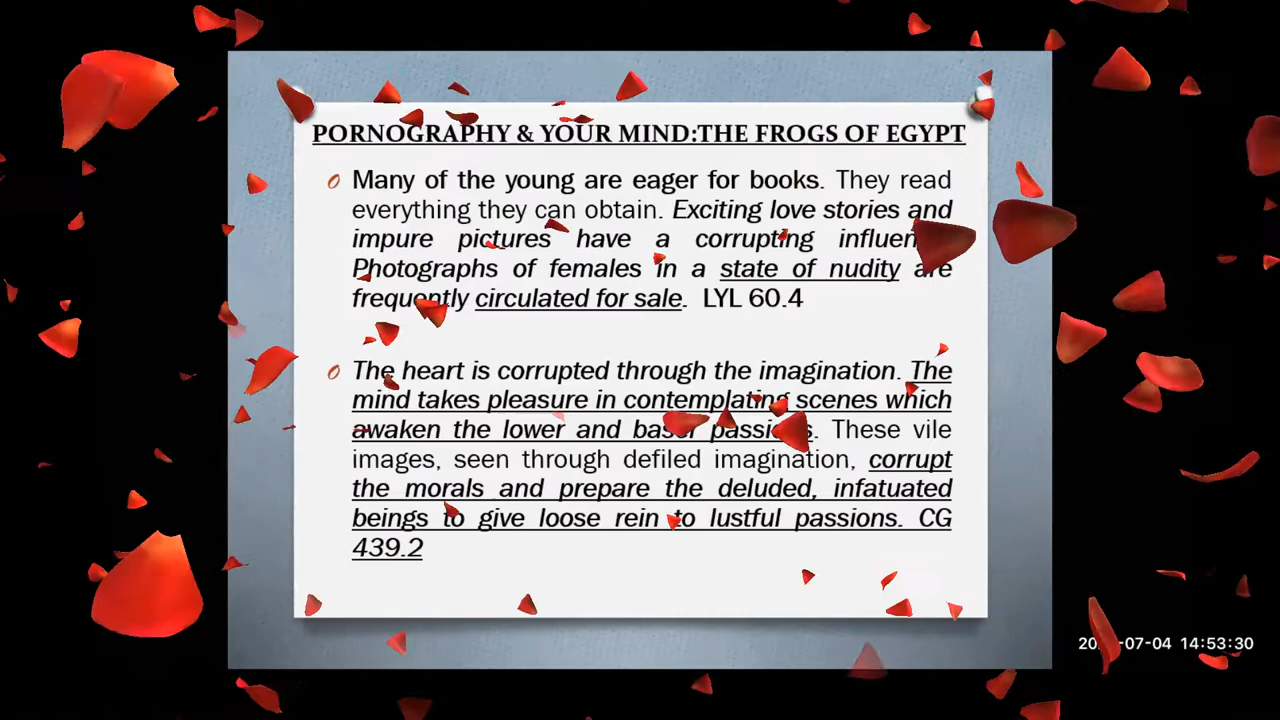 PORNOGRAPHY & YOUR MIND:THE FROGS OF EGYPT
Many of the young are eager for books. They read
everything they can obtain. Exciting love stories and
impure pictures have a corrupting
Photographs of females in a state of nudity are
frequently circulated for sale. LYL 60.4
The heart is corrupted through the imagination. The
mind takes pleasure in contemplating scenes which
awaken the lower and baser passions. These vile
images, seen through defiled imagination, corrupt
the morals and prepare the deluded, infatuated
beings to give loose rein to lustful passions. CG
439.2
-07-04 14:53:30